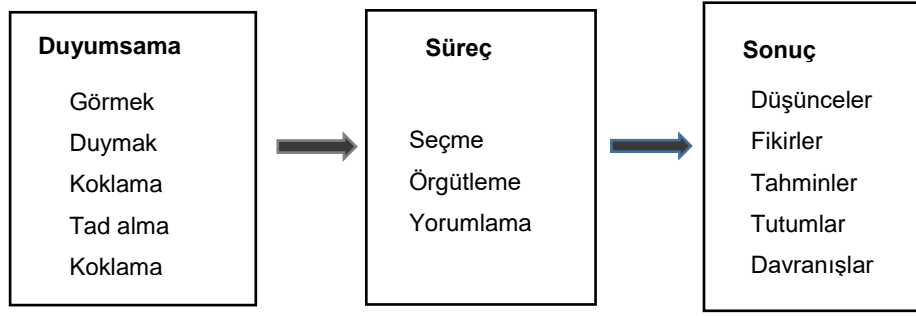 Duyumsama
Görmek
Duymak
Koklama
Tad alma
Koklama
Süreç
Seçme
Örgütleme
Yorumlama
Sonuç
Düşünceler
Fikirler
Tahminler
Tutumlar
Davranışlar